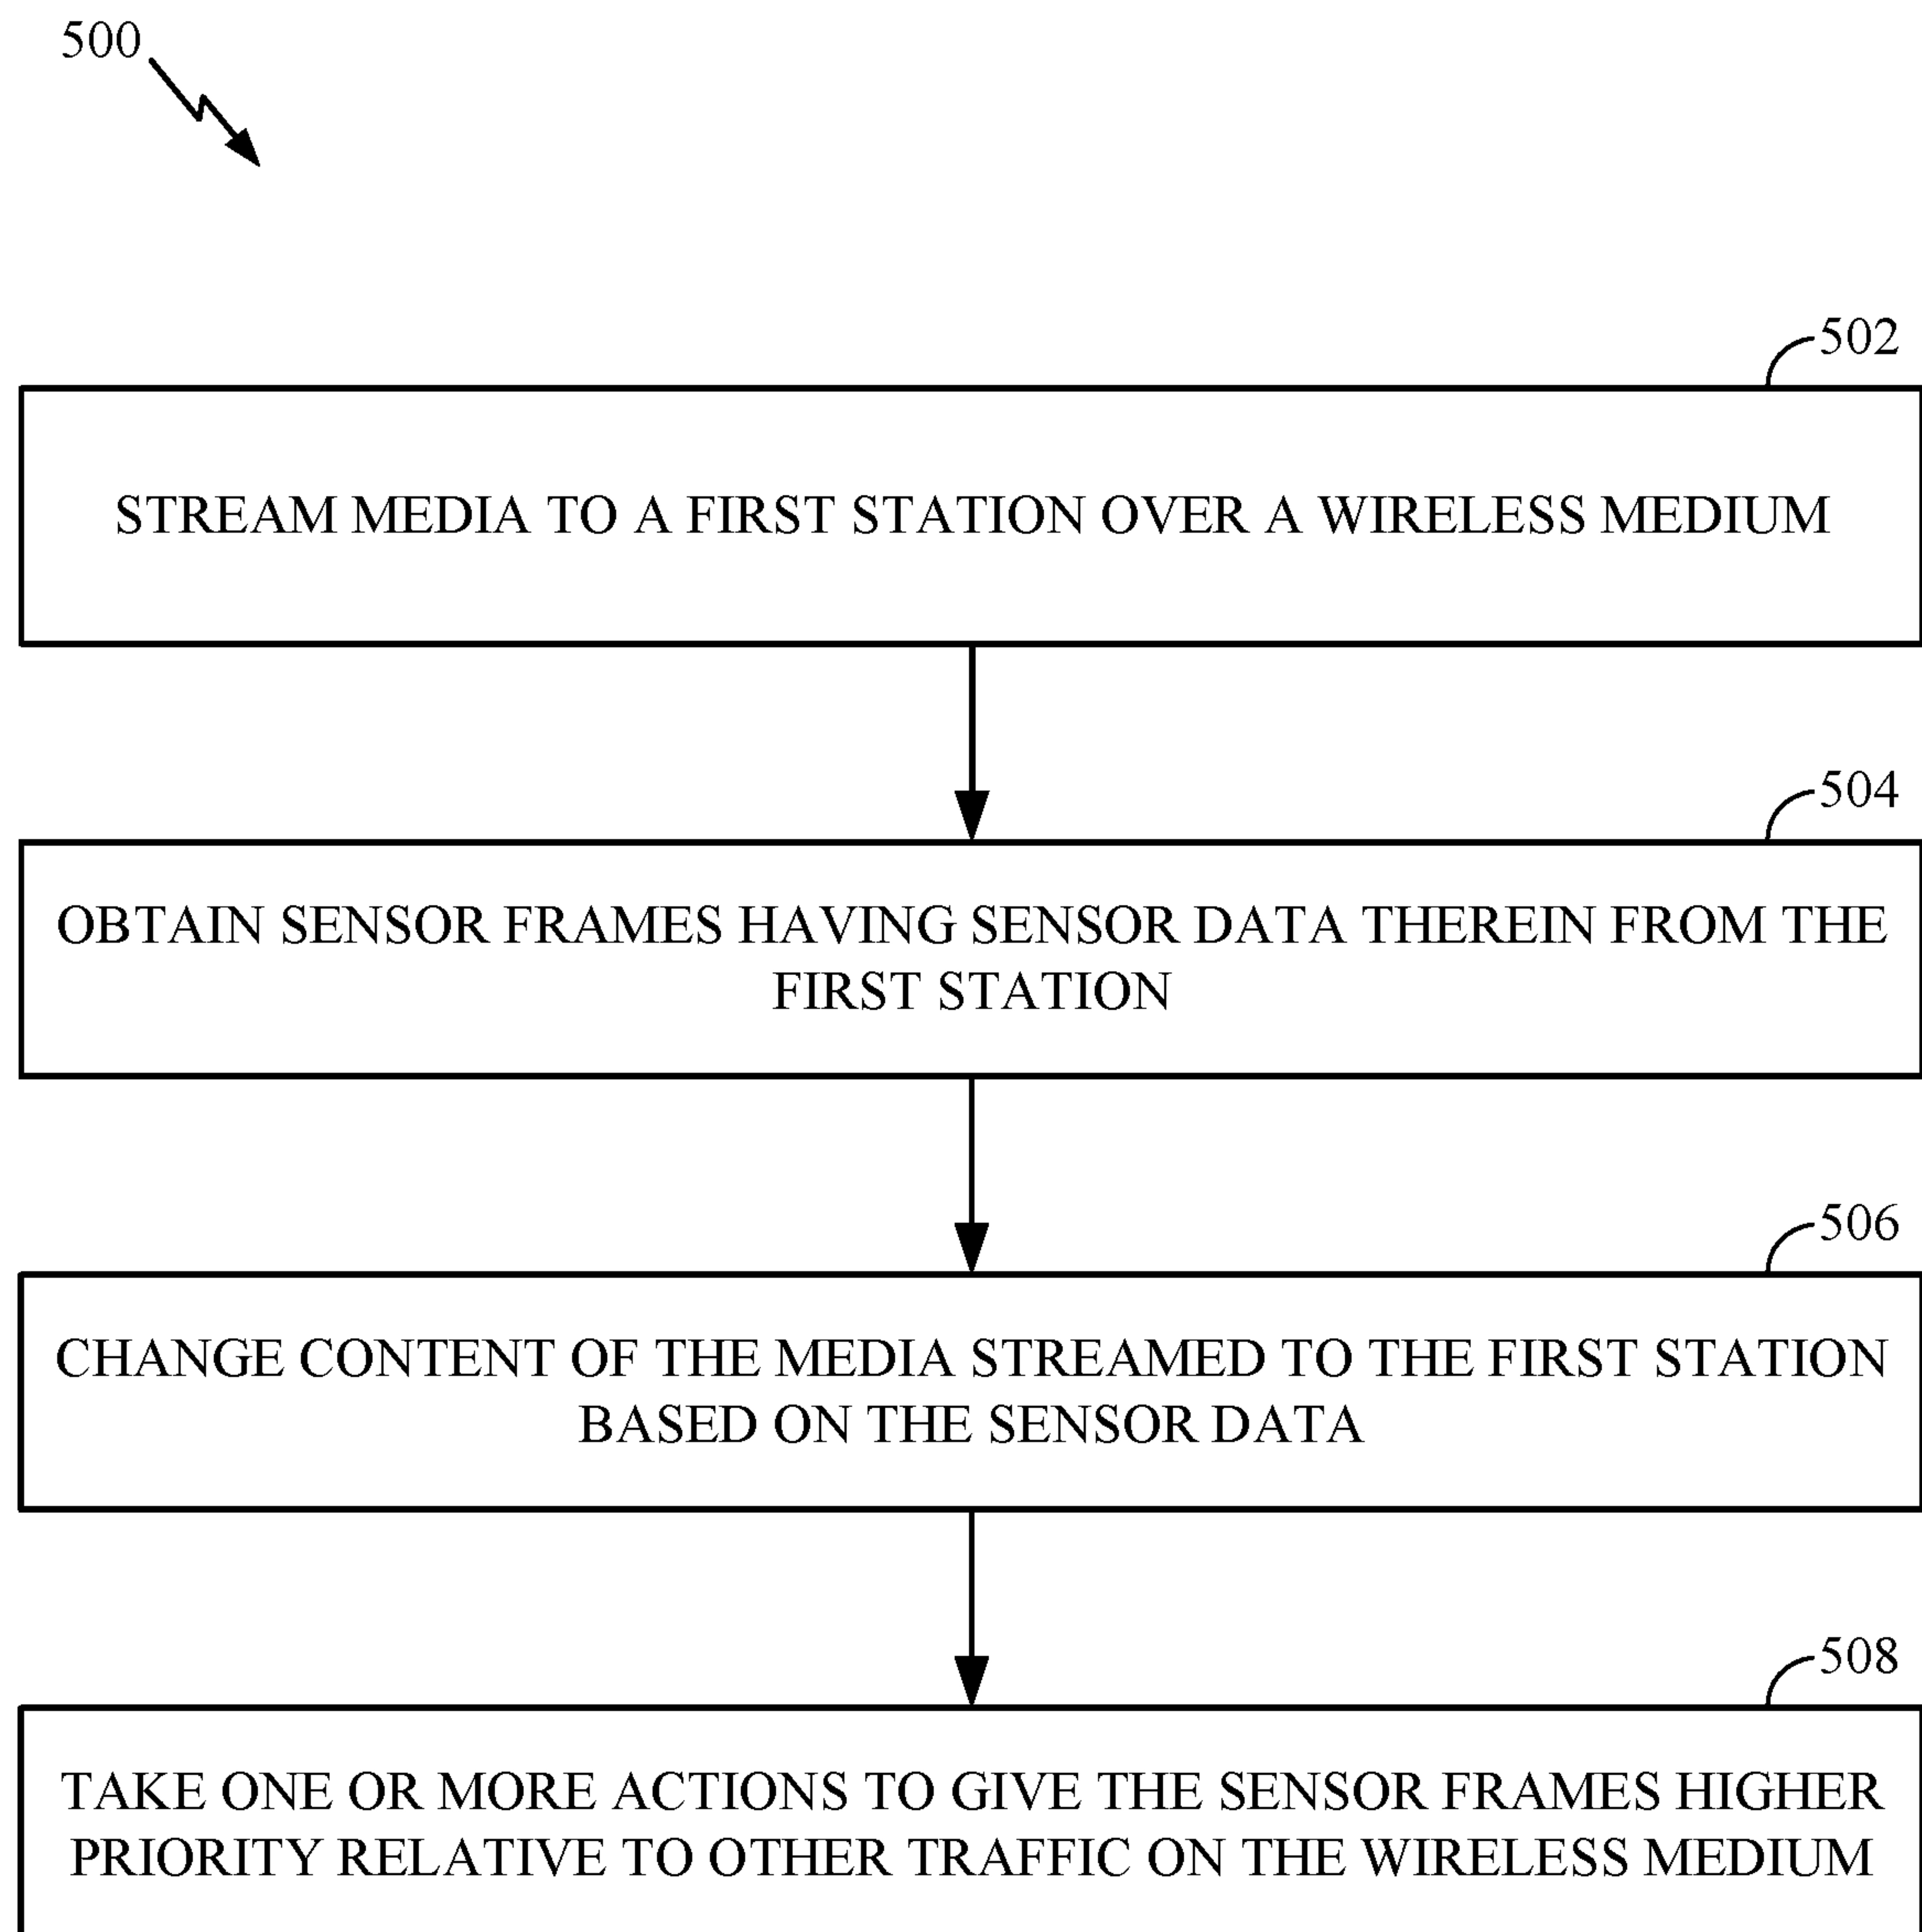 500
502
STREAM MEDIA TO A FIRST STATION OVER A WIRELESS MEDIUM
504
OBTAIN SENSOR FRAMES HAVING SENSOR DATA THEREIN FROM THE
FIRST STATION
506
CHANGE CONTENT OF THE MEDIA STREAMED TO THE FIRST STATION
BASED ON THE SENSOR DATA
508
TAKE ONE OR MORE ACTIONS TO GIVE THE SENSOR FRAMES HIGHER
PRIORITY RELATIVE TO OTHER TRAFFIC ON THE WIRELESS MEDIUM